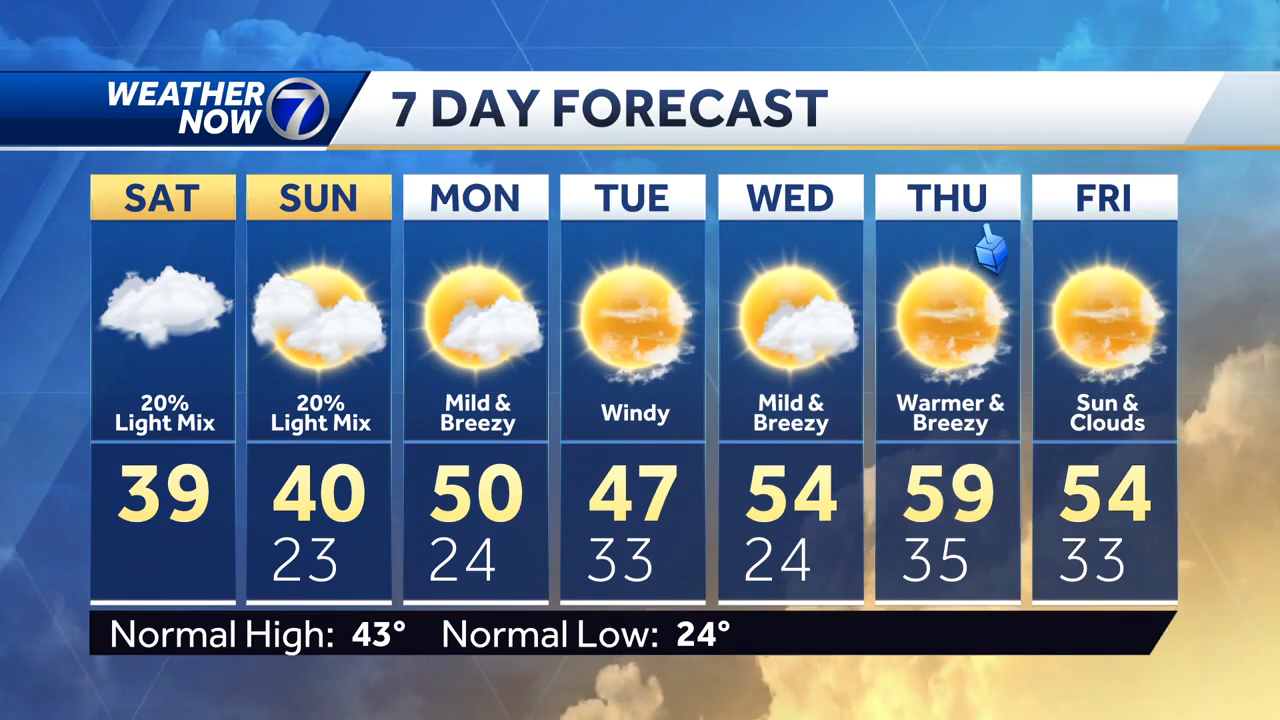 WEATHER
NOW 7
7 DAY FORECAST
SAT SUN MON TUE WED THU FRI
20%
Light Mix
20%
Light Mix
Mild &
Breezy
Windy
Mild &
Breezy
Warmer &
Breezy
Sun &
Clouds
39 40 50 47 54 59 54
23 24 33 24 35 33
Normal High: 43° Normal Low: 24°